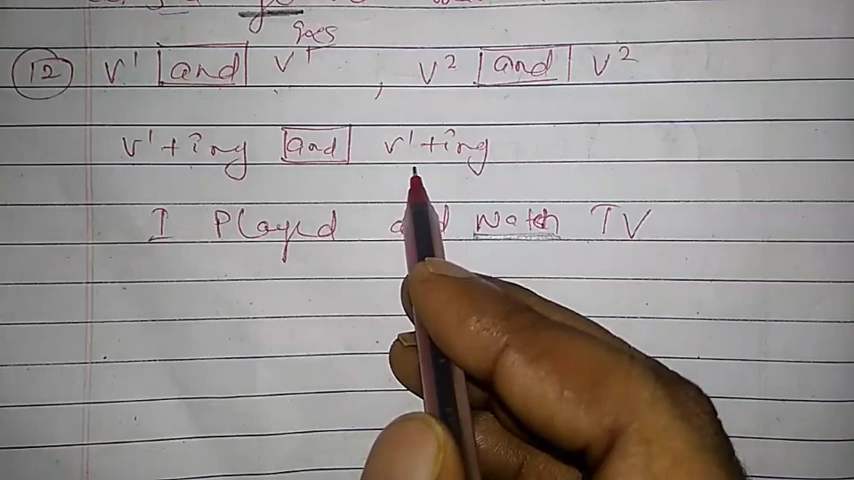 goes
12 V¹ and V¹ , V² and V²
V¹+ing and V¹+ing
I Played and Watch TV